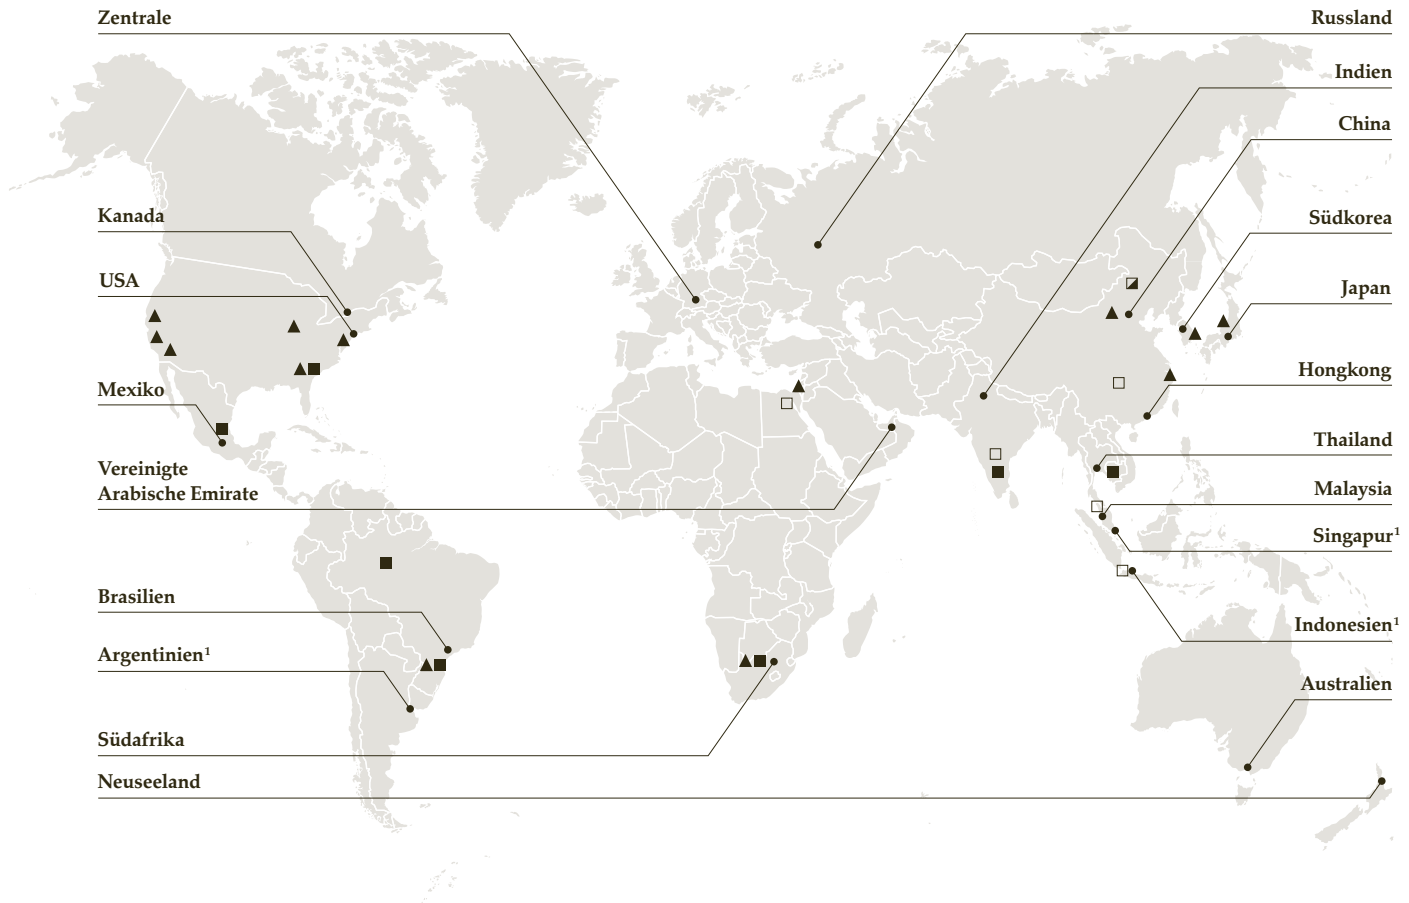 Zentrale
Kanada
USA
Mexiko
Vereinigte
Arabische Emirate
Brasilien
Argentinien¹
Südafrika
Neuseeland
Russland
Indien
China
Südkorea
Japan
Hongkong
Thailand
Malaysia
Singapur¹
Indonesien¹
Australien